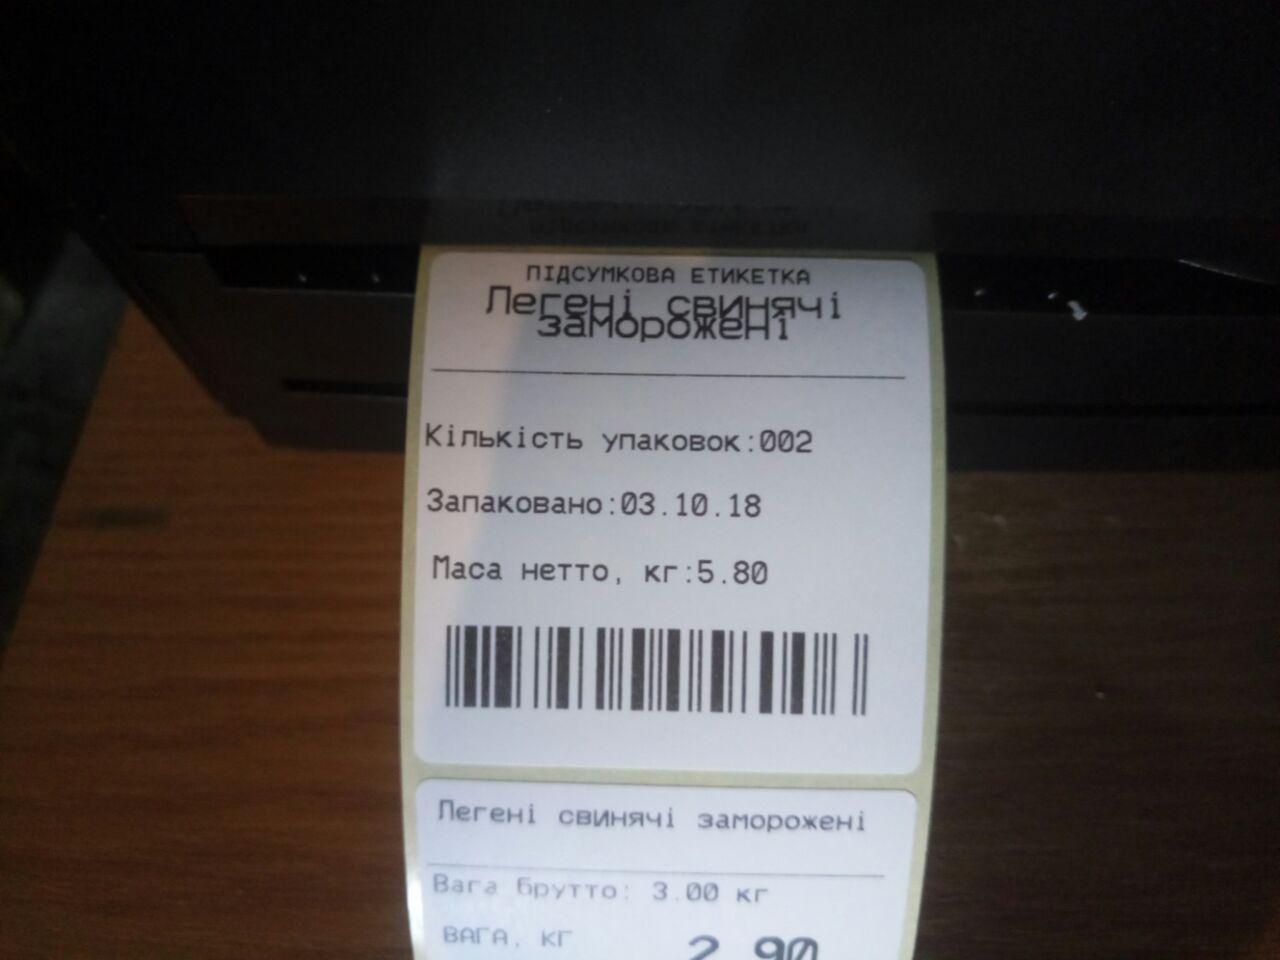 ПІДСУМКОВА ЕТИКЕТКА
Легені свинячі
заморожені
Кількість упаковок:002
Запаковано:03.10.18
Маса нетто, кг:5.80
Легені свинячі заморожені
Вага брутто: 3.00 кг
ВАГА, КГ 2.90